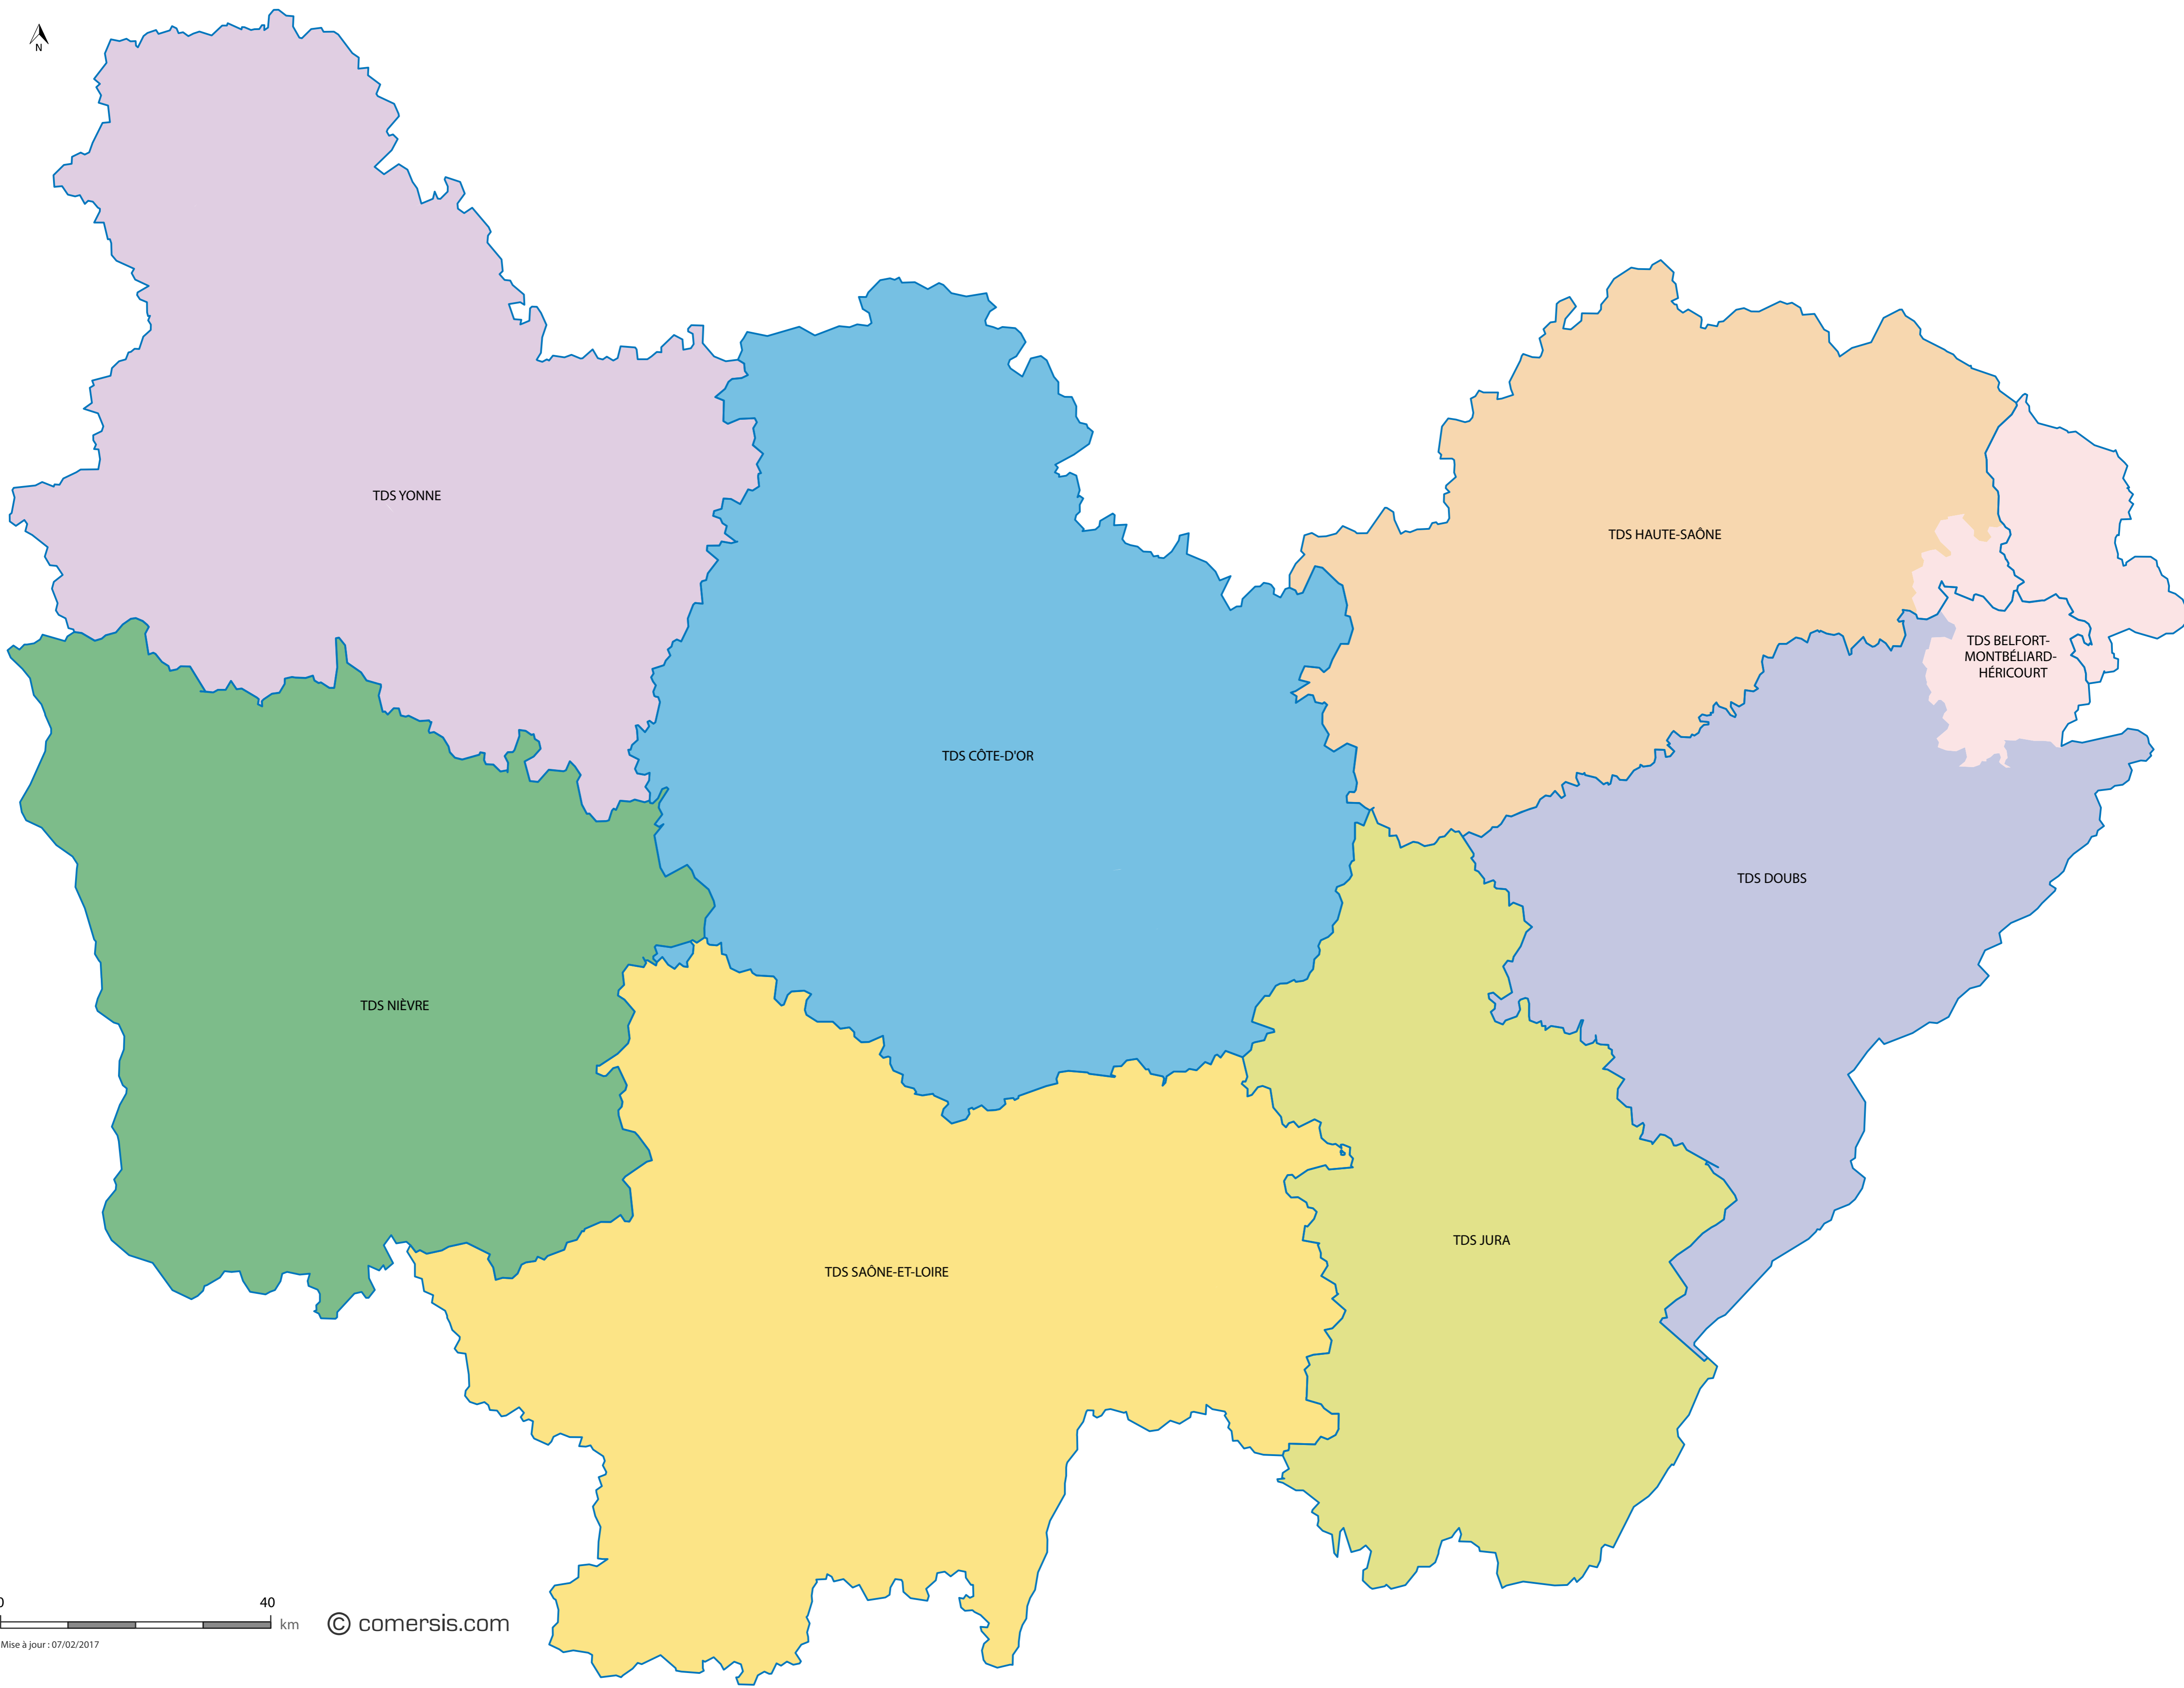 N
TDS YONNE
TDS HAUTE-SAÔNE
TDS BELFORT-
MONTBÉLIARD-
HÉRICOURT
TDS CÔTE-D'OR
TDS DOUBS
TDS NIÈVRE
TDS JURA
TDS SAÔNE-ET-LOIRE
0 40
km
© comersis.com
Mise à jour : 07/02/2017